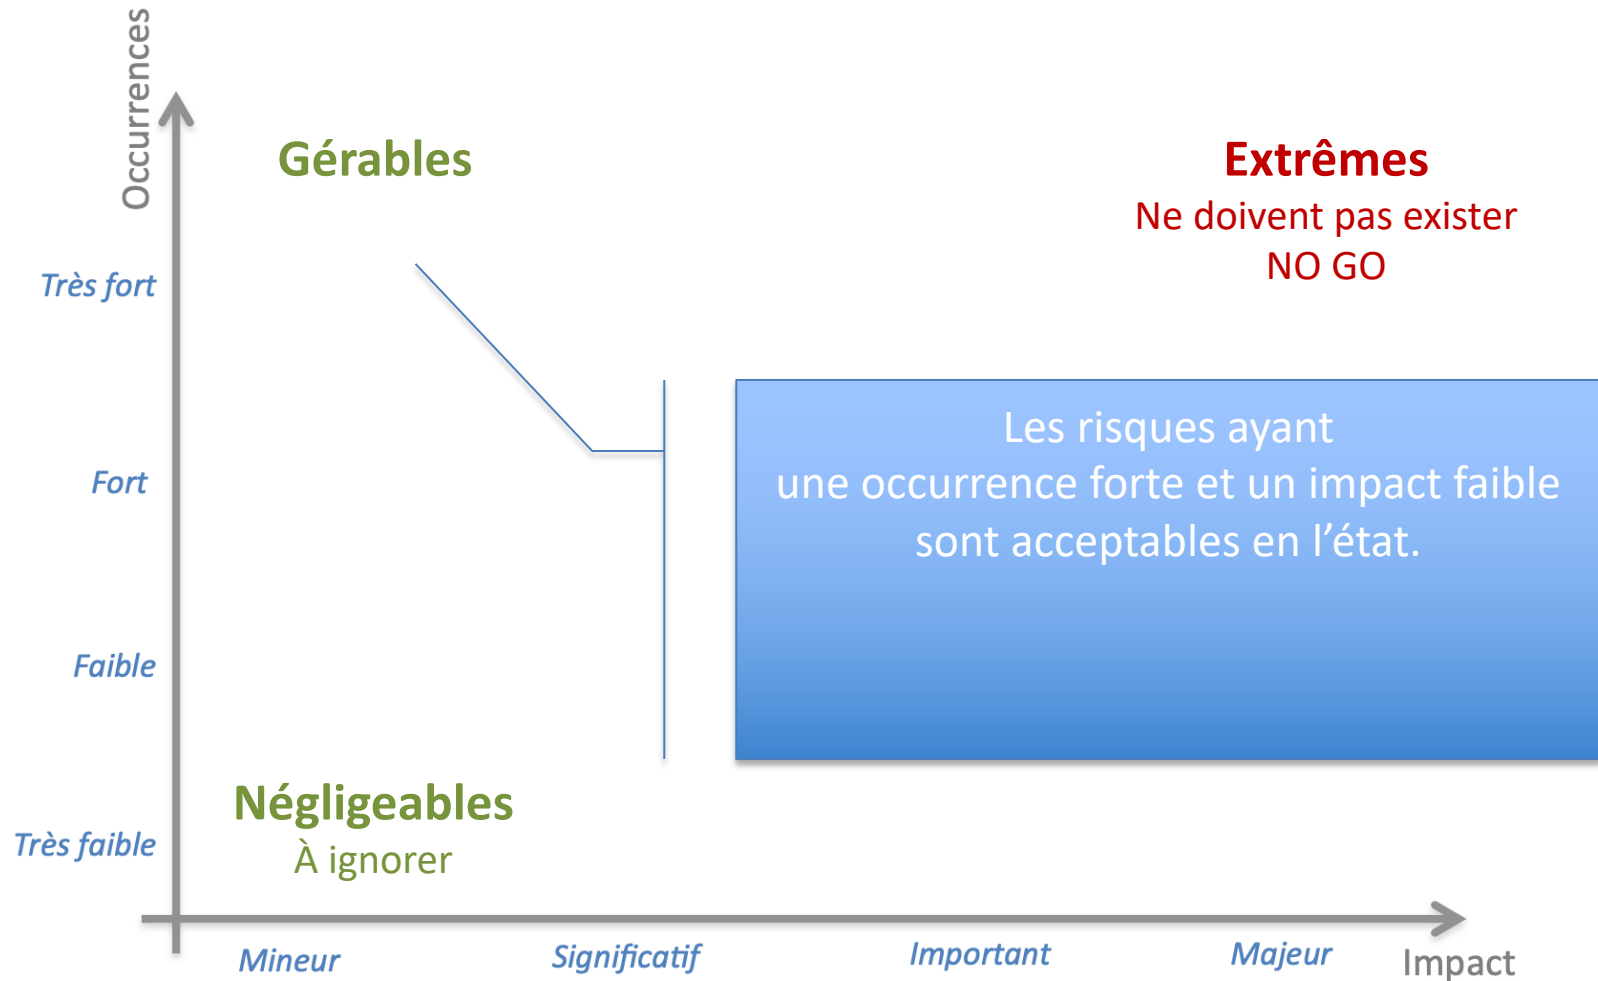 Occurrences
Gérables
Extrêmes
Ne doivent pas exister
NO GO
Très fort
Les risques ayant
une occurrence forte et un impact faible
sont acceptables en l’état.
Fort
Faible
Négligeables
À ignorer
Très faible
Mineur
Significatif
Important
Majeur
Impact